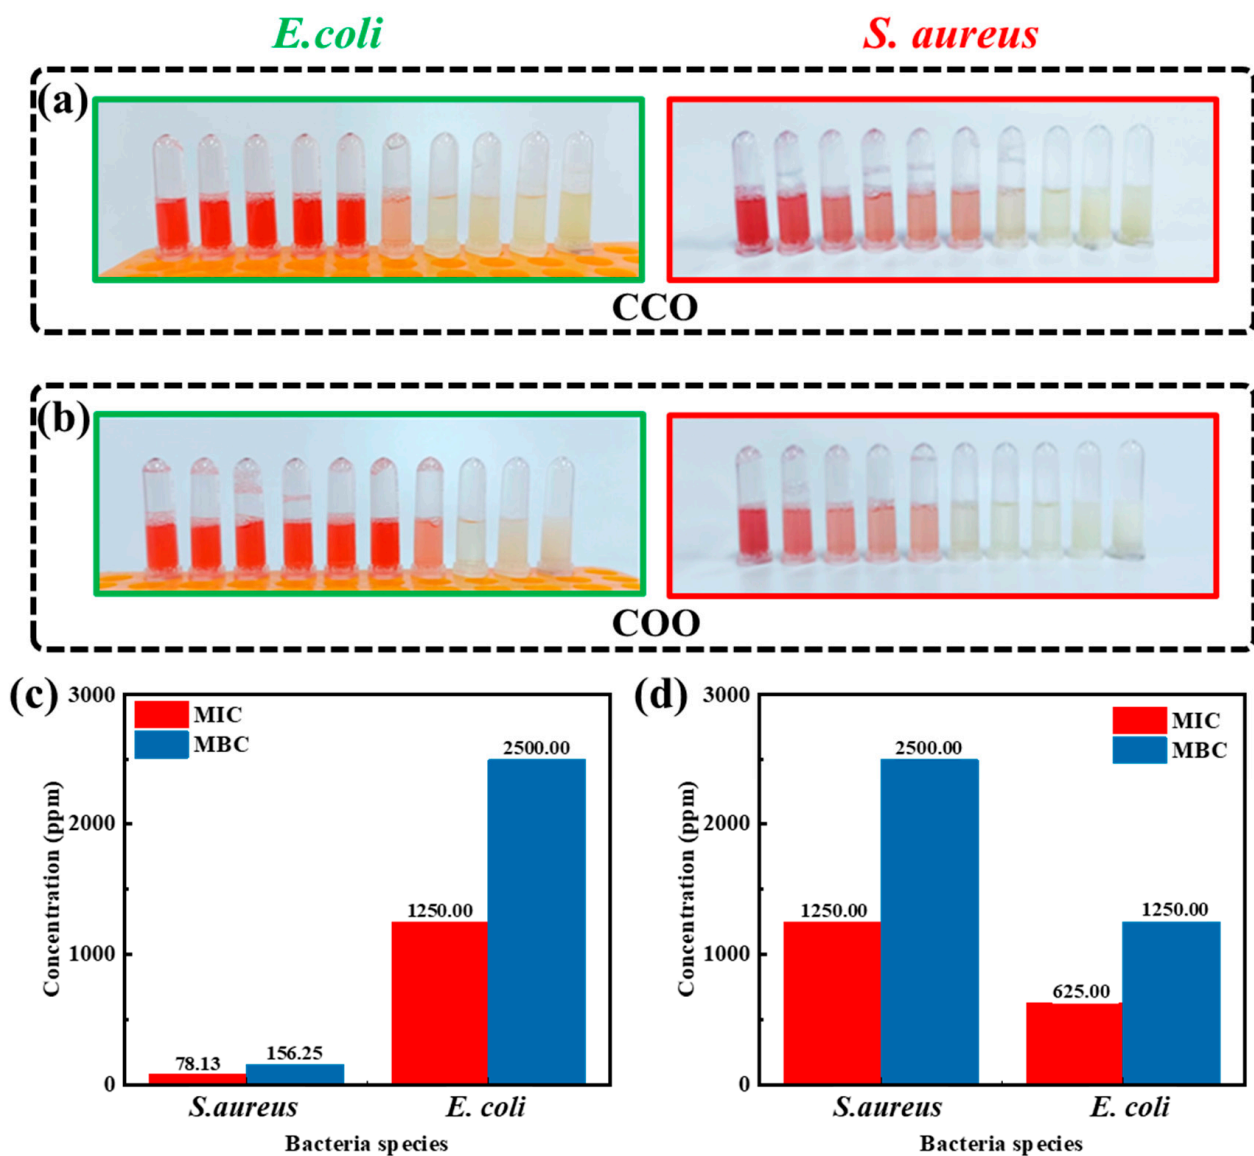 E.coli
S. aureus
(a)
CCO
(b)
COO
(c)
3000
2000
1000
0
Concentration (ppm)
MIC
MBC
78.13
156.25
1250.00
2500.00
S.aureus
E. coli
Bacteria species
(d)
3000
2000
1000
0
Concentration (ppm)
MIC
MBC
1250.00
2500.00
625.00
1250.00
S.aureus
E. coli
Bacteria species